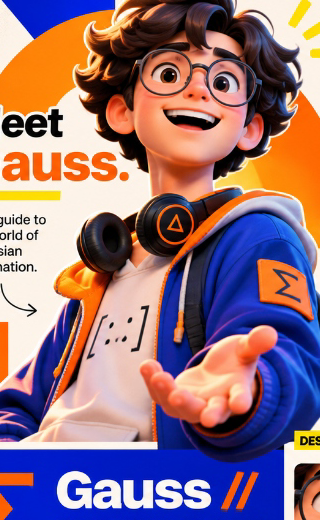 eet
auss.
guide to
orld of
sian
nation.
[:.:]
Σ
Gauss //
DES